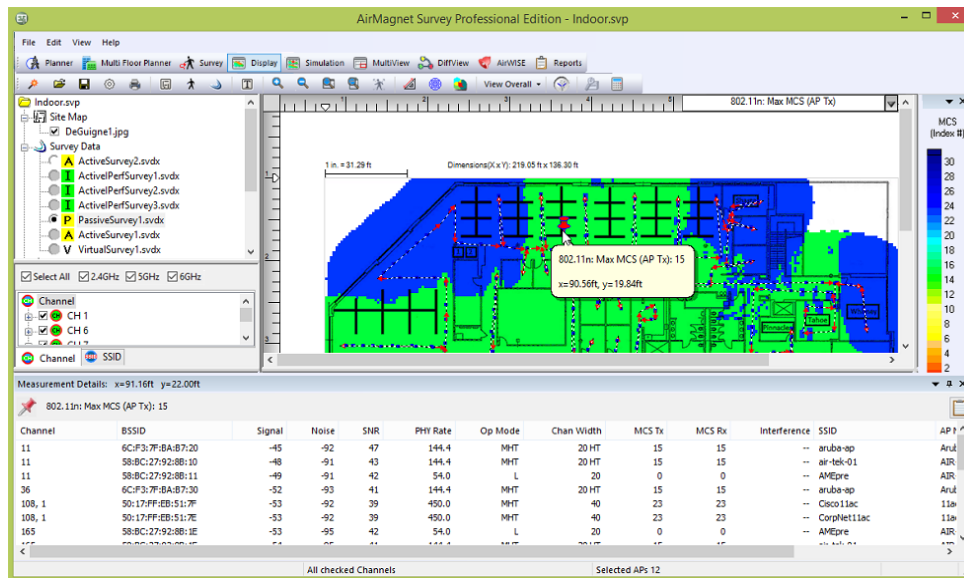 AirMagnet Survey Professional Edition - Indoor.svp
File Edit View Help
Planner Multi Floor Planner Survey Display Simulation MultiView DiffView AirWISE Reports
View Overall
Indoor.svp
Site Map
DeGuigne1.jpg
Survey Data
A ActiveSurvey2.svdx
I ActivelPerfSurvey1.svdx
I ActivelPerfSurvey2.svdx
I ActivelPerfSurvey3.svdx
P PassiveSurvey1.svdx
A ActiveSurvey1.svdx
V VirtualSurvey1.svdx
Select All 2.4GHz 5GHz 6GHz
Channel
CH 1
CH 6
Channel SSID
802.11n: Max MCS (AP Tx)
1 in. = 31.29 ft Dimensions(X x Y): 219.05 ft x 136.30 ft
802.11n: Max MCS (AP Tx): 15
x=90.56ft, y=19.84ft
Pinnacles Tahoe
MCS
(Index #)
30
28
26
24
22
20
18
16
14
12
10
8
6
4
2
Measurement Details: x=91.16ft y=22.00ft
802.11n: Max MCS (AP Tx): 15
Channel BSSID Signal Noise SNR PHY Rate Op Mode Chan Width MCS Tx MCS Rx Interference SSID
11 6C:F3:7F:BA:B7:20 -45 -92 47 144.4 MHT 20 HT 15 15 -- aruba-ap Arub
11 58:BC:27:92:8B:10 -48 -91 43 144.4 MHT 20 HT 15 15 -- air-tek-01 AIR-
11 58:BC:27:92:8B:11 -49 -91 42 54.0 L 20 0 0 -- AMEpre AIR-
36 6C:F3:7F:BA:B7:30 -52 -93 41 144.4 MHT 20 HT 15 15 -- aruba-ap Arub
108, 1 50:17:FF:EB:51:7F -53 -92 39 450.0 MHT 40 23 23 -- Cisco11ac 11a
108, 1 50:17:FF:EB:51:7E -53 -92 39 450.0 MHT 40 23 23 -- CorpNet11ac 11a
165 58:BC:27:92:8B:1E -53 -95 42 54.0 L 20 0 0 -- AMEpre AIR-
All checked Channels Selected APs 12